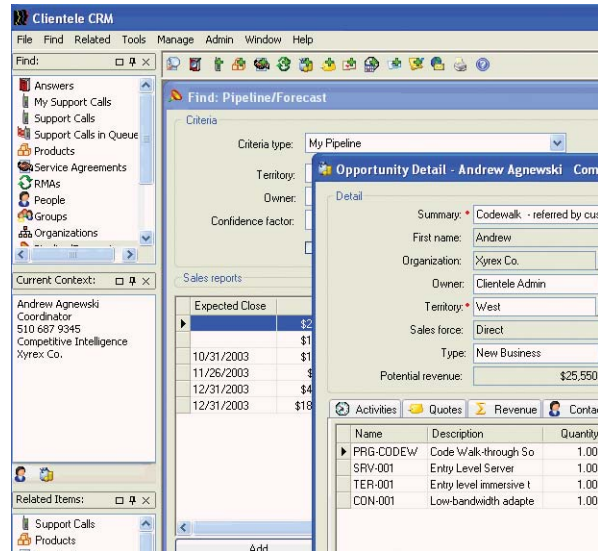 Clientele CRM
File Find Related Tools Manage Admin Window Help
Find:
Answers
My Support Calls
Support Calls
Support Calls in Queue
Products
Service Agreements
RMAs
People
Groups
Organizations
Current Context:
Andrew Agnewski
Coordinator
510 687 9345
Competitive Intelligence
Xyrex Co.
Related Items:
Support Calls
Products
Find: Pipeline/Forecast
Criteria
Criteria type: My Pipeline
Territory:
Owner:
Confidence factor:
Sales reports
Expected Close
$2
$1
10/31/2003 $1
11/26/2003 $
12/31/2003 $4
12/31/2003 $18
Add
Opportunity Detail - Andrew Agnewski Com
Detail
Summary: * Codewalk - referred by cus
First name: Andrew
Organization: Xyrex Co.
Owner: Clientele Admin
Territory: * West
Sales force: Direct
Type: New Business
Potential revenue: $25,550
Activities Quotes Revenue Conta
Name Description Quantity
PRG-CODEW Code Walk-through So 1.00
SRV-001 Entry Level Server 1.00
TER-001 Entry level immersive t 1.00
CON-001 Low-bandwidth adapte 1.00